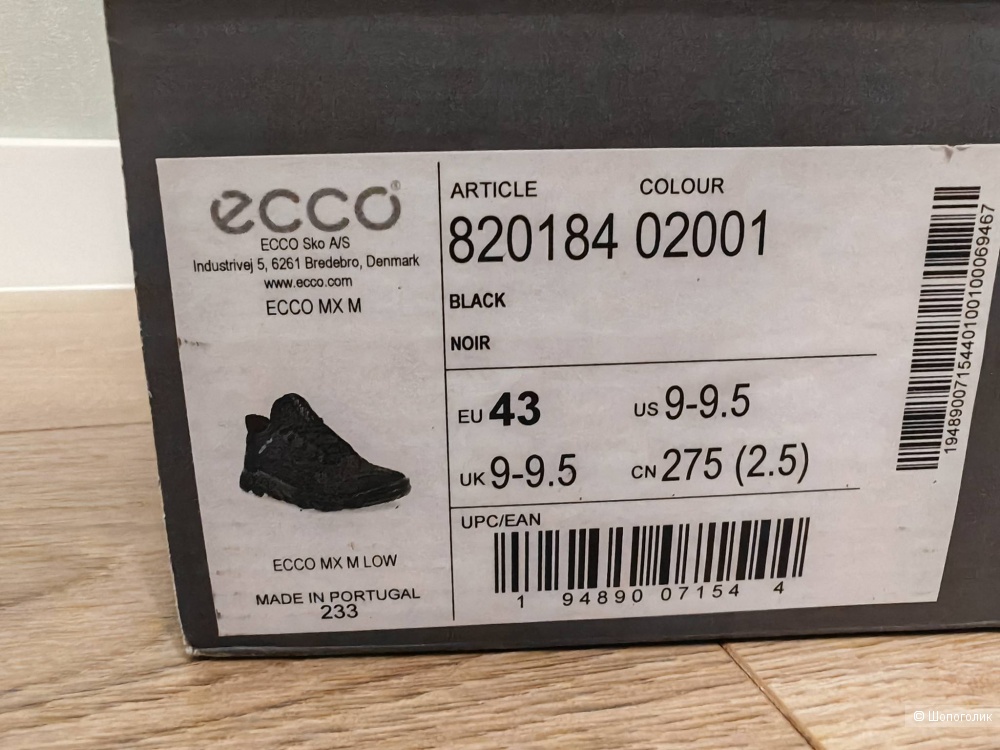 ecco®
ECCO Sko A/S
Industrivej 5, 6261 Bredebro, Denmark
www.ecco.com
ECCO MX M
ECCO MX M LOW
MADE IN PORTUGAL
233
ARTICLE COLOUR
820184 02001
BLACK
NOIR
EU 43 US 9-9.5
UK 9-9.5 CN 275 (2.5)
UPC/EAN
1 94890 07154 4
1948900715440100100069467
© Шопоголик